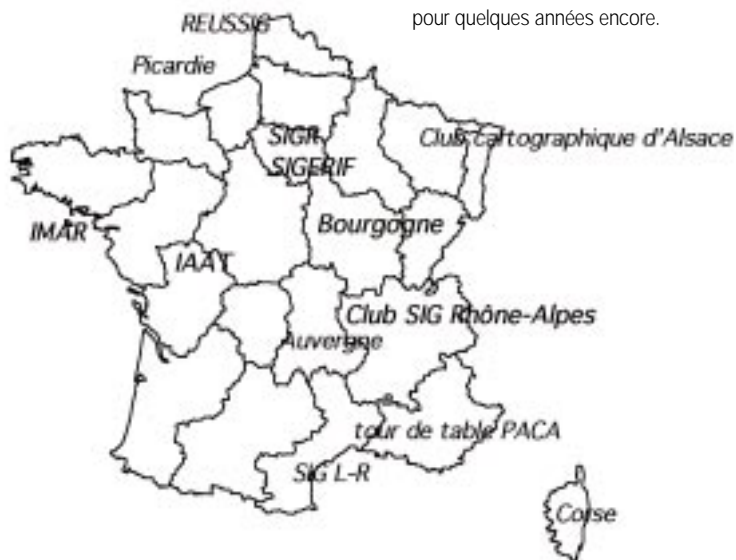 pour quelques années encore.
REUSSIG
Picardie
SIGR
Club cartographique d'Alsace
SIGERIF
Bourgogne
IMAR
IAAT
Club SIG Rhône-Alpes
Auvergne
tour de table PACA
SIG L-R
Corse